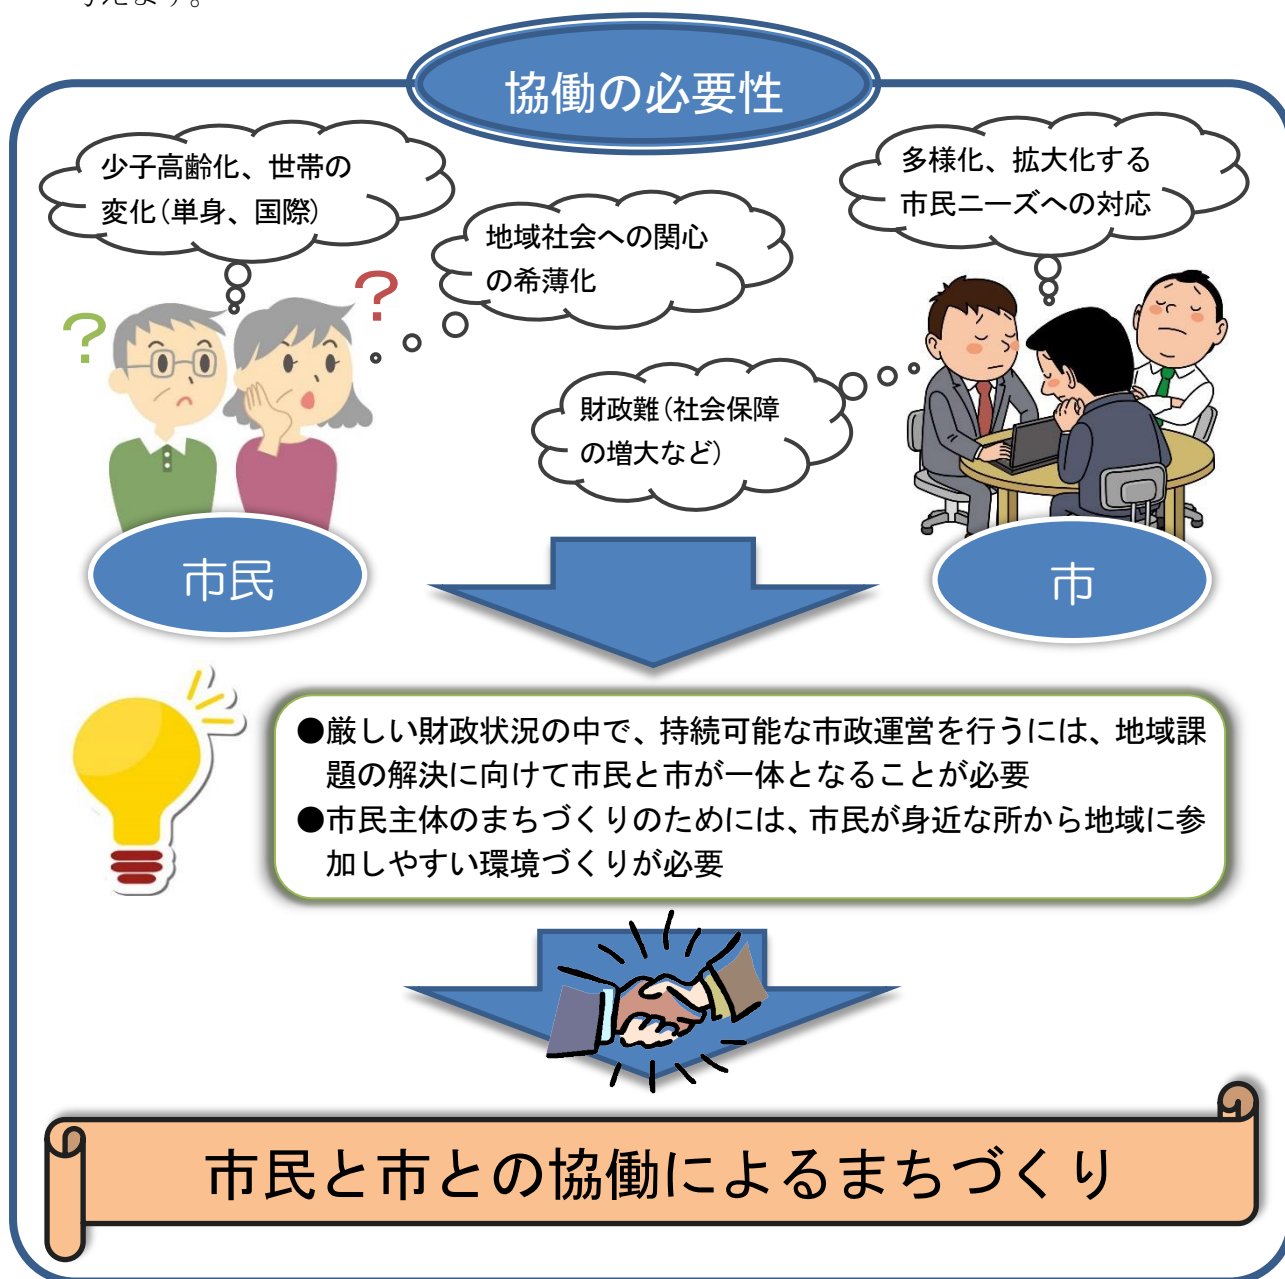 協働の必要性
少子高齢化、世帯の
変化(単身、国際)
地域社会への関心
の希薄化
多様化、拡大化する
市民ニーズへの対応
財政難(社会保障
の増大など)
?
?
市民
市
●厳しい財政状況の中で、持続可能な市政運営を行うには、地域課
題の解決に向けて市民と市が一体となることが必要
●市民主体のまちづくりのためには、市民が身近な所から地域に参
加しやすい環境づくりが必要
市民と市との協働によるまちづくり